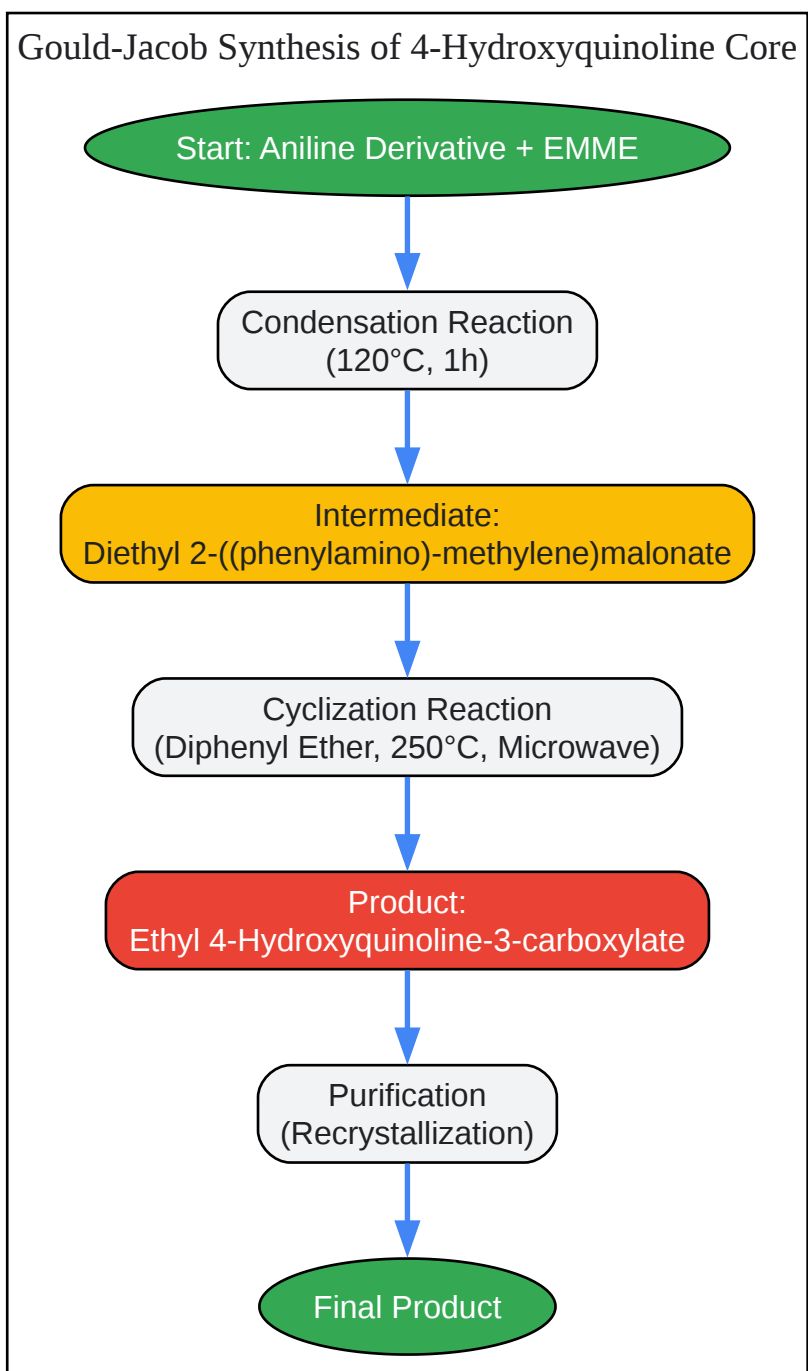 Gould-Jacob Synthesis of 4-Hydroxyquinoline Core
Start: Aniline Derivative + EMME
Condensation Reaction
(120°C, 1h)
Intermediate:
Diethyl 2-((phenylamino)-methylene)malonate
Cyclization Reaction
(Diphenyl Ether, 250°C, Microwave)
Product:
Ethyl 4-Hydroxyquinoline-3-carboxylate
Purification
(Recrystallization)
Final Product